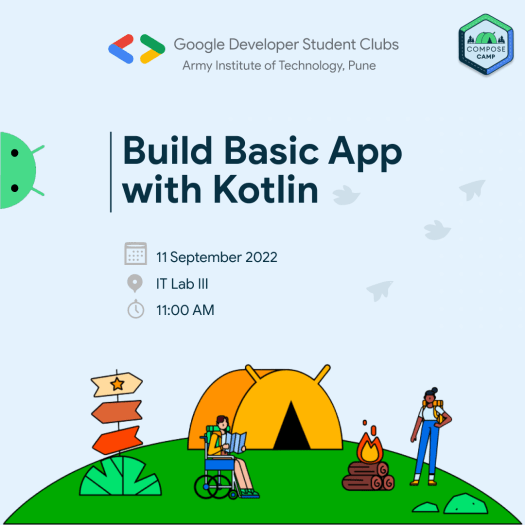 Google Developer Student Clubs
Army Institute of Technology, Pune
COMPOSE
CAMP
Build Basic App
with Kotlin
11 September 2022
IT Lab III
11:00 AM